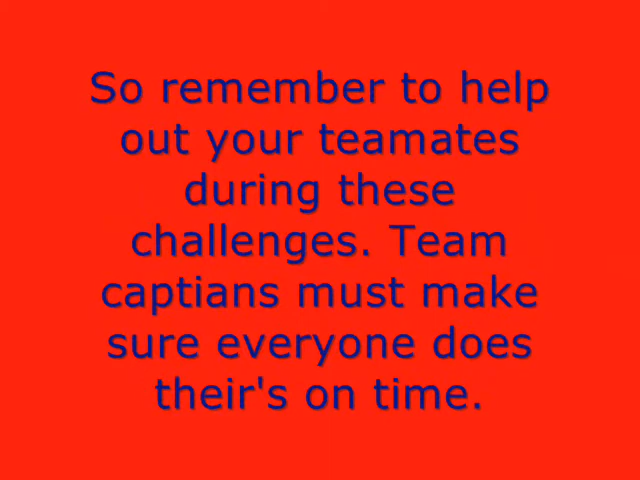 So remember to help
out your teamates
during these
challenges. Team
captians must make
sure everyone does
their's on time.